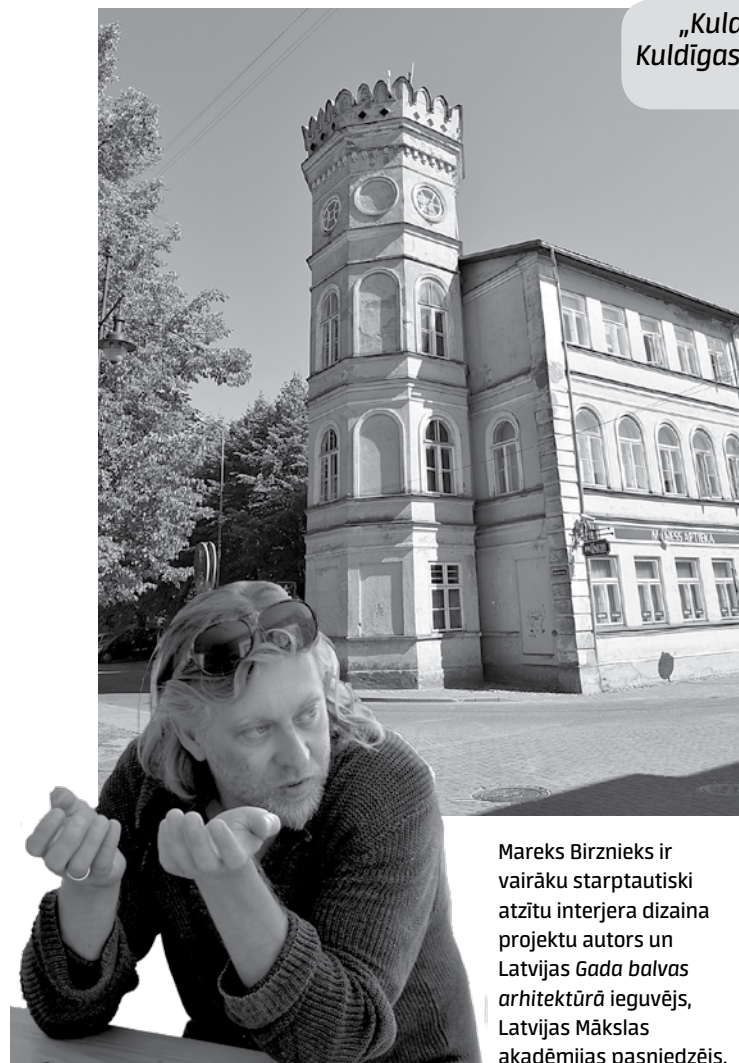 „Kuld
Kuldīgas
Mareks Birznieks ir
vairāku starptautiski
atzītu interjera dizaina
projektu autors un
Latvijas Gada balvas
arhitektūrā ieguvējs,
Latvijas Mākslas
akadēmijas pasniedzējs.